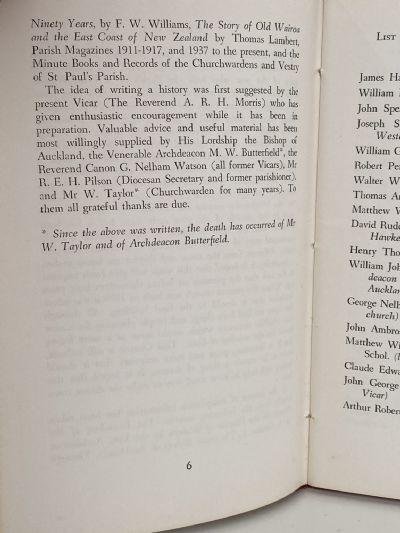 Ninety Years, by F. W. Williams, The Story of Old Wairoa
and the East Coast of New Zealand by Thomas Lambert,
Parish Magazines 1911-1917, and 1937 to the present, and the
Minute Books and Records of the Churchwardens and Vestry
of St Paul's Parish.
The idea of writing a history was first suggested by the
present Vicar (The Reverend A. R. H. Morris) who has
given enthusiastic encouragement while it has been in
preparation. Valuable advice and useful material has been
most willingly supplied by His Lordship the Bishop of
Auckland, the Venerable Archdeacon M. W. Butterfield*, the
Reverend Canon G. Nelham Watson (all former Vicars), Mr
R. E. H. Pilson (Diocesan Secretary and former parishioner),
and Mr W. Taylor* (Churchwarden for many years). To
them all grateful thanks are due.
* Since the above was written, the death has occurred of Mr
W. Taylor and of Archdeacon Butterfield.
6
List
James Ha
William
John Spe
Joseph S
West
William G
Robert Pe
Walter W
Thomas A
Matthew W
David Rudd
Hawke
Henry Tho
William Joh
deacon
Aucklan
George Nelh
church)
John Ambro
Matthew Wi
Schol. (
Claude Edwa
John George
Vicar)
Arthur Rober